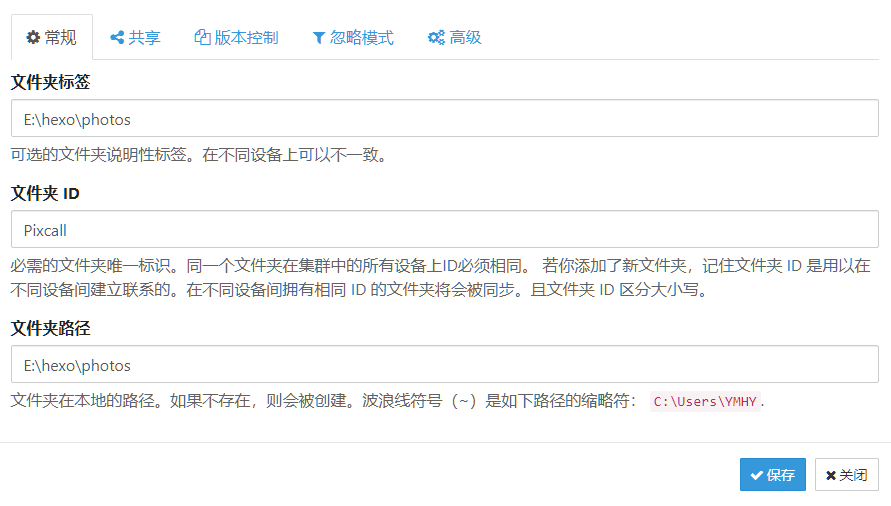 常规 共享 版本控制 忽略模式 高级
文件夹标签
E:\hexo\photos
可选的文件夹说明性标签。在不同设备上可以不一致。
文件夹 ID
Pixcall
必需的文件夹唯一标识。同一个文件夹在集群中的所有设备上ID必须相同。 若你添加了新文件夹，记住文件夹 ID 是用以在
不同设备间建立联系的。在不同设备间拥有相同 ID 的文件夹将会被同步。且文件夹 ID 区分大小写。
文件夹路径
E:\hexo\photos
文件夹在本地的路径。如果不存在，则会被创建。波浪线符号（~）是如下路径的缩略符： C:\Users\YMHY.
保存 关闭